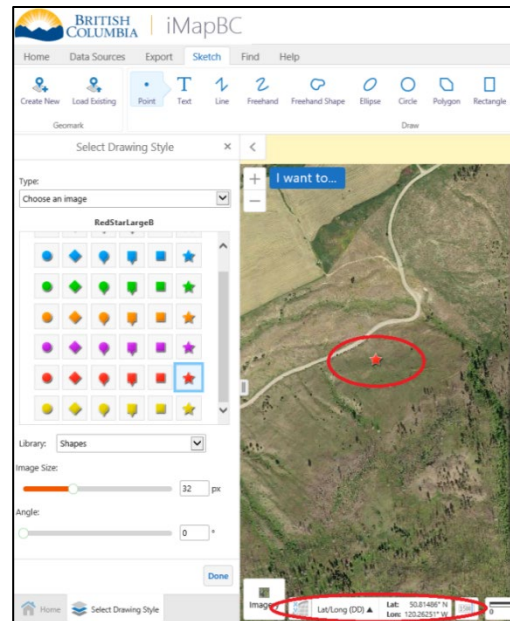 BRITISH
COLUMBIA
iMapBC
Home Data Sources Export Sketch Find Help
Create New Load Existing Point Text Line Freehand Freehand Shape Ellipse Circle Polygon Rectangle
Geomark Draw
Select Drawing Style ×
I want to...
Type:
Choose an image
RedStarLargeB
Library: Shapes
Image Size:
32 px
Angle:
0 °
Done
Home Select Drawing Style
Imagery Lat/Long (DD) ▲ Lat: 50.81486° N
Lon: 120.26251° W
0